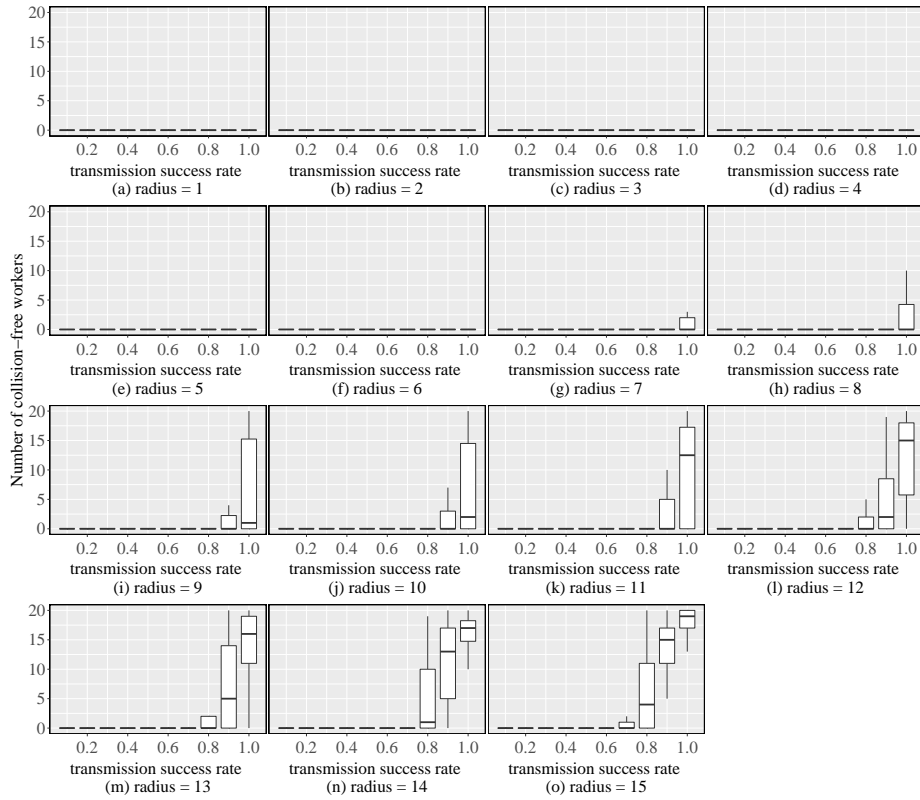 Number of collision−free workers
20
15
10
5
0
0.2 0.4 0.6 0.8 1.0 0.2 0.4 0.6 0.8 1.0 0.2 0.4 0.6 0.8 1.0 0.2 0.4 0.6 0.8 1.0
transmission success rate transmission success rate transmission success rate transmission success rate
(a) radius = 1 (b) radius = 2 (c) radius = 3 (d) radius = 4
20
15
10
5
0
0.2 0.4 0.6 0.8 1.0 0.2 0.4 0.6 0.8 1.0 0.2 0.4 0.6 0.8 1.0 0.2 0.4 0.6 0.8 1.0
transmission success rate transmission success rate transmission success rate transmission success rate
(e) radius = 5 (f) radius = 6 (g) radius = 7 (h) radius = 8
20
15
10
5
0
0.2 0.4 0.6 0.8 1.0 0.2 0.4 0.6 0.8 1.0 0.2 0.4 0.6 0.8 1.0 0.2 0.4 0.6 0.8 1.0
transmission success rate transmission success rate transmission success rate transmission success rate
(i) radius = 9 (j) radius = 10 (k) radius = 11 (l) radius = 12
20
15
10
5
0
0.2 0.4 0.6 0.8 1.0 0.2 0.4 0.6 0.8 1.0 0.2 0.4 0.6 0.8 1.0
transmission success rate transmission success rate transmission success rate
(m) radius = 13 (n) radius = 14 (o) radius = 15